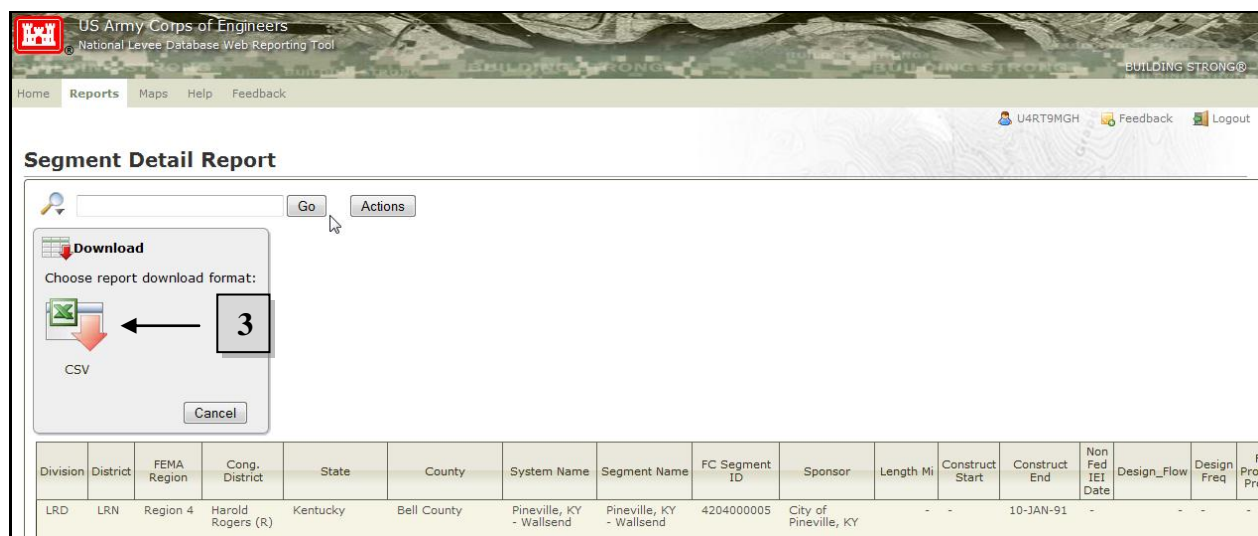 US Army Corps of Engineers
® National Levee Database Web Reporting Tool
BUILDING STRONG®
Home Reports Maps Help Feedback
U4RT9MGH Feedback Logout
Segment Detail Report
Go Actions
Download
Choose report download format:
3
CSV
Cancel
Division District FEMA Region Cong. District State County System Name Segment Name FC Segment ID Sponsor Length Mi Construct Start Construct End Non Fed IEI Date Design_Flow Design Freq
LRD LRN Region 4 Harold Rogers (R) Kentucky Bell County Pineville, KY - Wallsend Pineville, KY - Wallsend 4204000005 City of Pineville, KY - - 10-JAN-91 - - - -